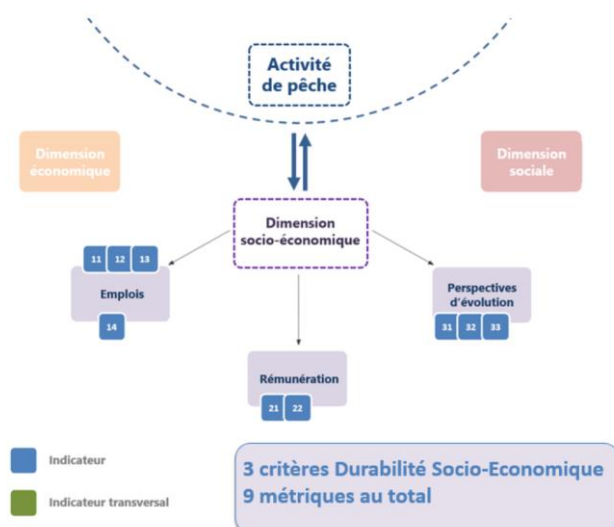 Activité
de pêche
Dimension
économique
Dimension
sociale
Dimension
socio-économique
11 12 13
Emplois
14
Perspectives
d'évolution
31 32 33
Rémunération
21 22
Indicateur
Indicateur transversal
3 critères Durabilité Socio-Economique
9 métriques au total